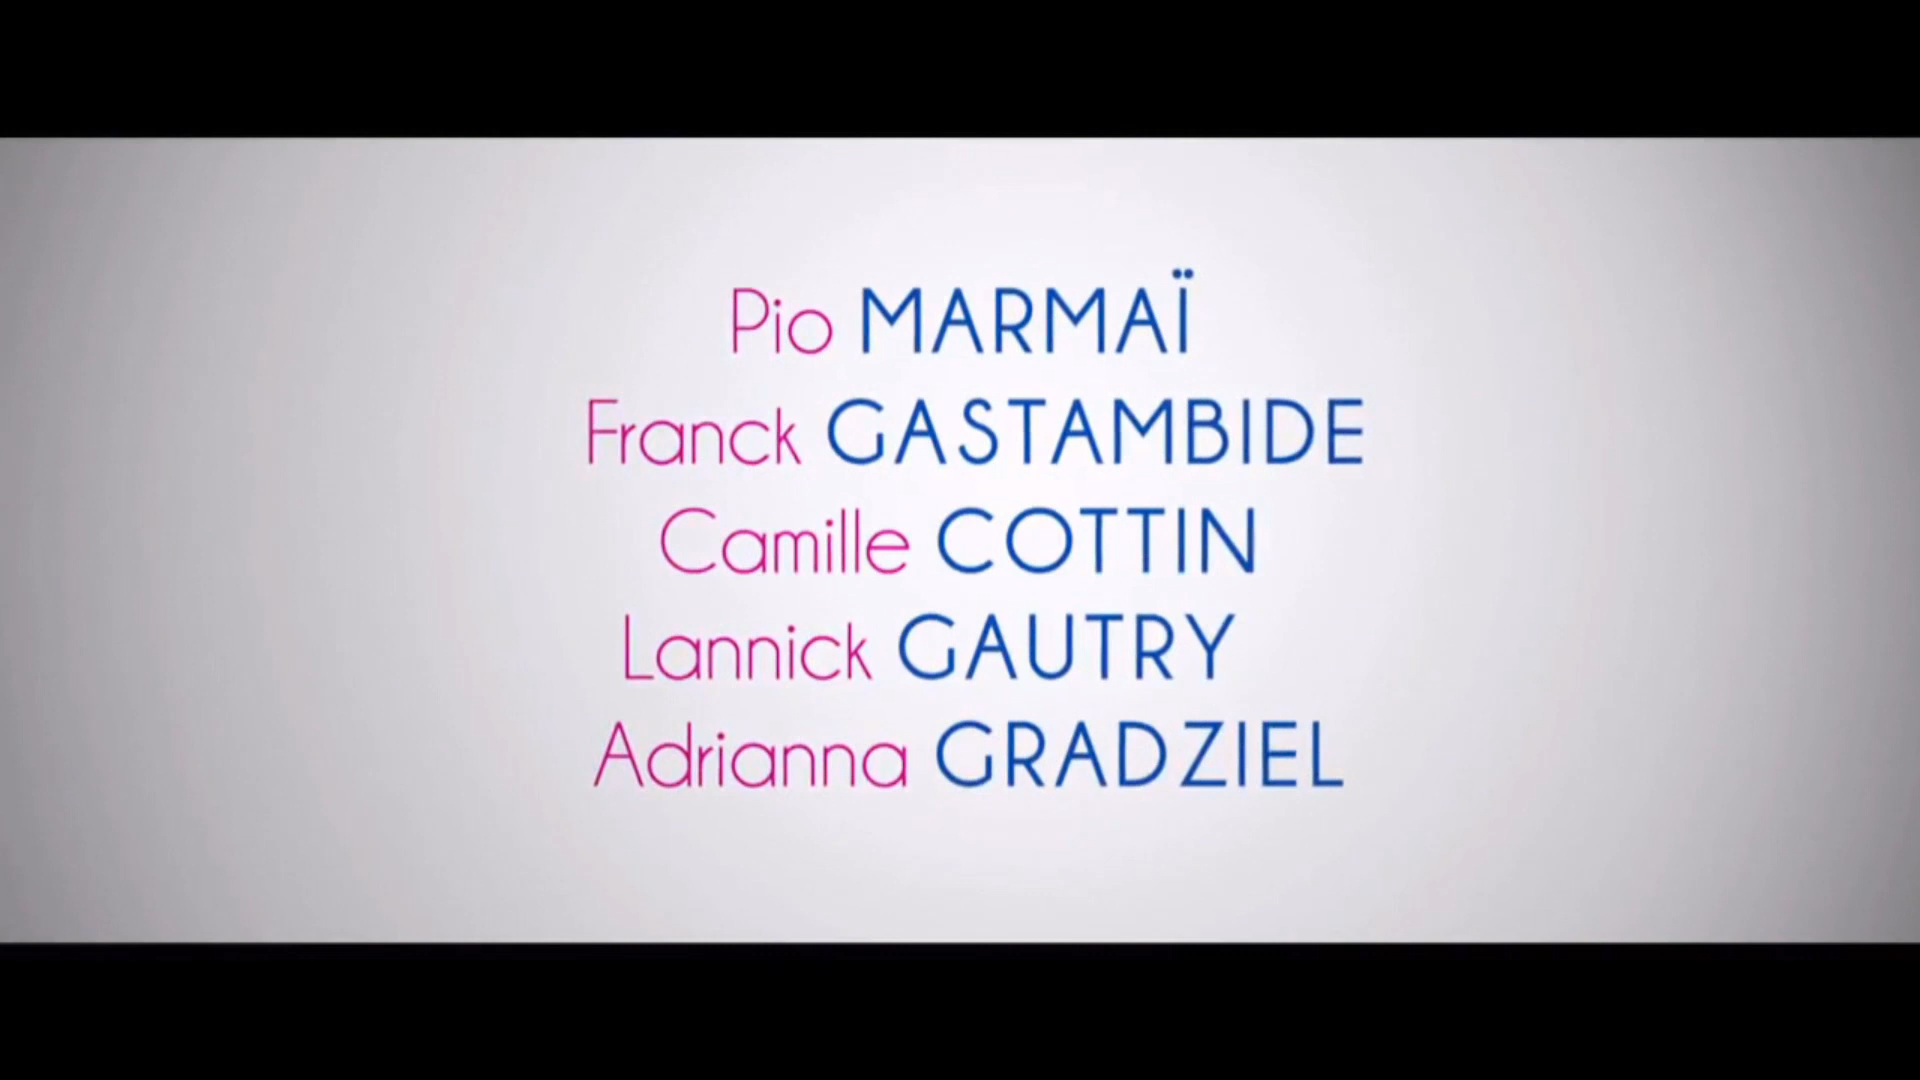 Pio MARMAÏ
Franck GASTAMBIDE
Camille COTTIN
Lannick GAUTRY
Adrianna GRADZIEL